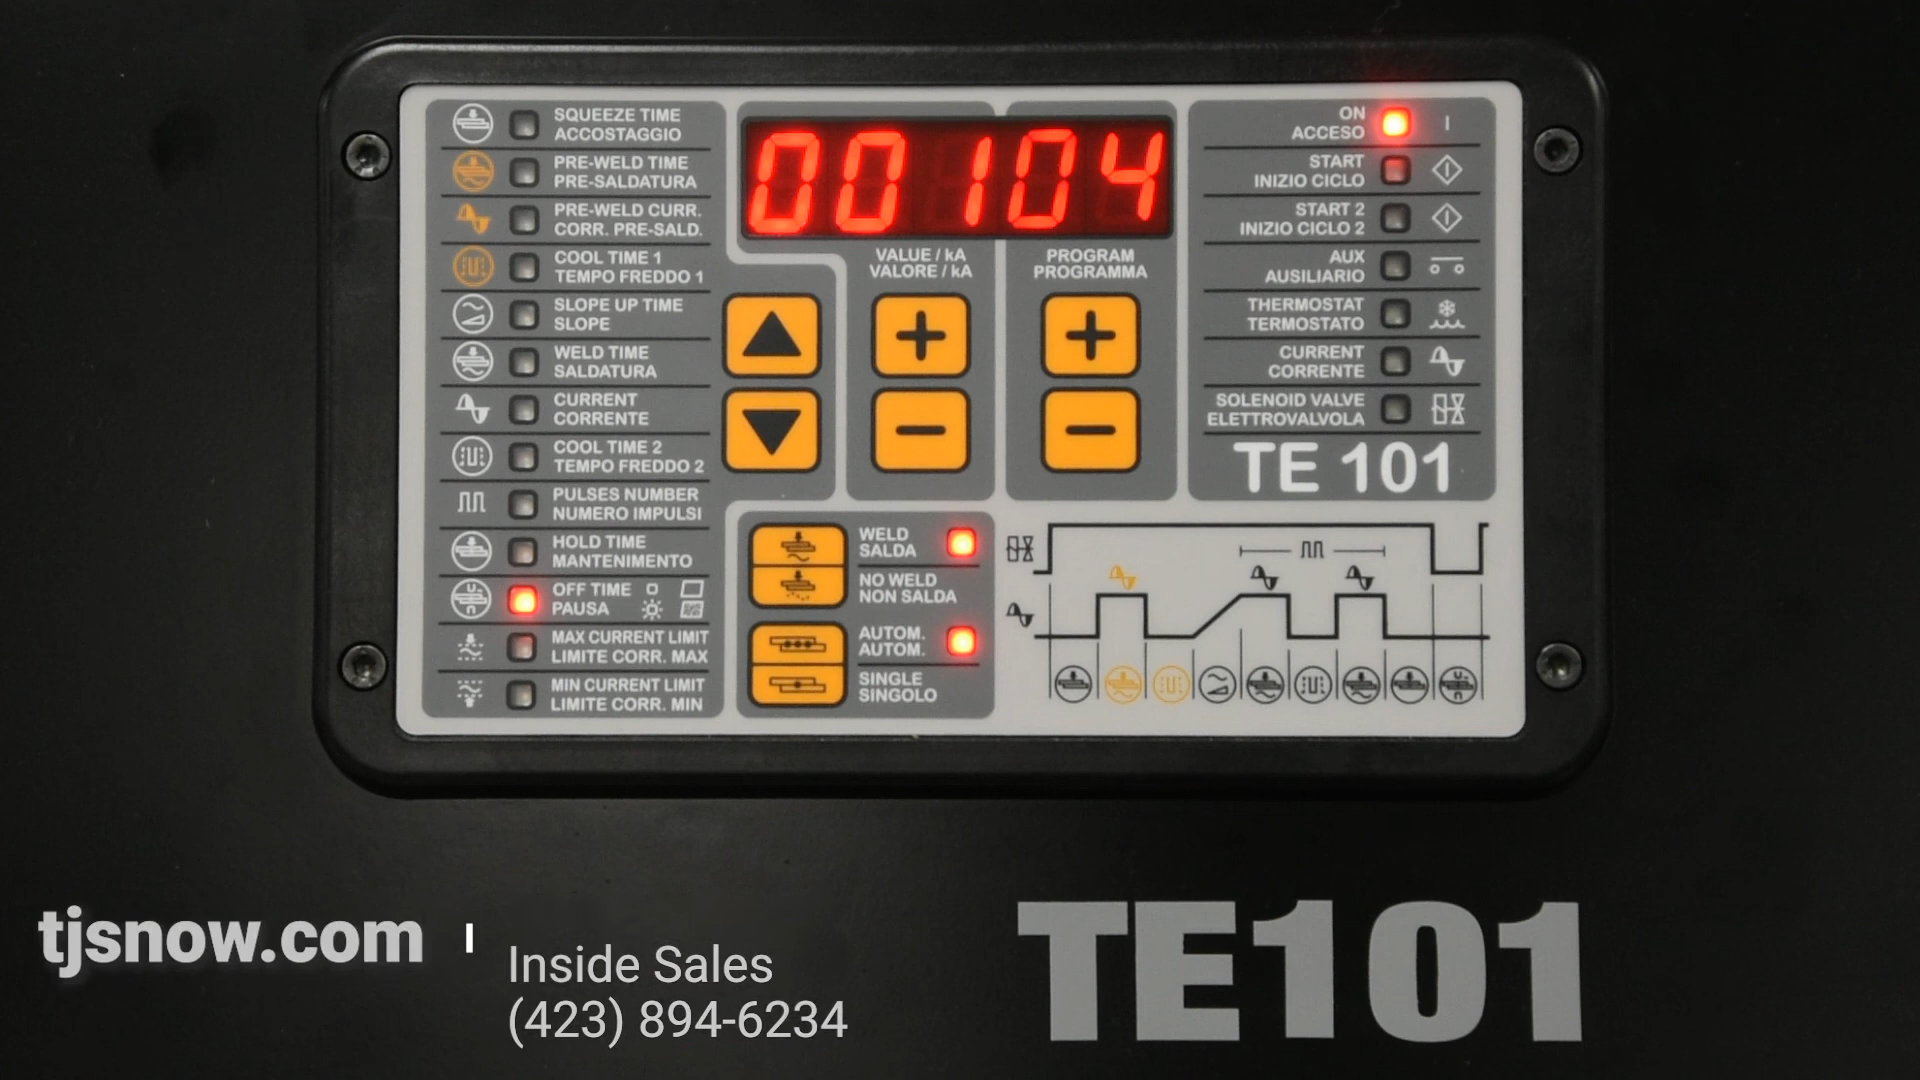 SQUEEZE TIME
ACCOSTAGGIO
PRE-WELD TIME
PRE-SALDATURA
PRE-WELD CURR.
CORR. PRE-SALD.
COOL TIME 1
TEMPO FREDDO 1
SLOPE UP TIME
SLOPE
WELD TIME
SALDATURA
CURRENT
CORRENTE
COOL TIME 2
TEMPO FREDDO 2
PULSES NUMBER
NUMERO IMPULSI
HOLD TIME
MANTENIMENTO
OFF TIME
PAUSA
MAX CURRENT LIMIT
LIMITE CORR. MAX
MIN CURRENT LIMIT
LIMITE CORR. MIN
00104
VALUE / kA
VALORE / kA
PROGRAM
PROGRAMMA
+
+
−
−
WELD
SALDA
NO WELD
NON SALDA
AUTOM.
AUTOM.
SINGLE
SINGOLO
ON
ACCESO
START
INIZIO CICLO
START 2
INIZIO CICLO 2
AUX
AUSILIARIO
THERMOSTAT
TERMOSTATO
CURRENT
CORRENTE
SOLENOID VALVE
ELETTROVALVOLA
TE 101
tjsnow.com
Inside Sales
(423) 894-6234
TE101